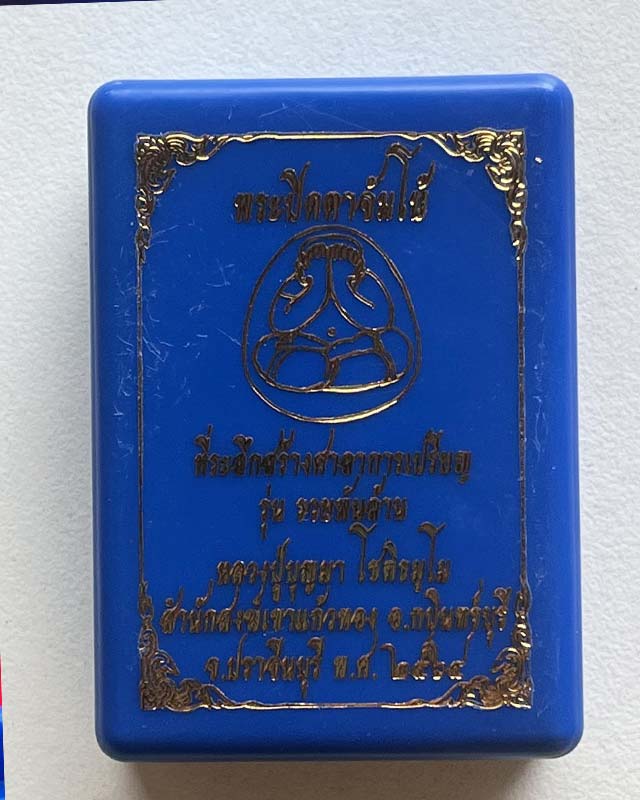 พระปิดตาจัมโบ้
ที่ระลึกสร้างศาลาการเปรียญ
รุ่น รวยพันล้าน
หลวงปู่บุญมา โชติธมฺโม
สำนักสงฆ์เขาแก้วทอง อ.กบินทร์บุรี
จ.ปราจีนบุรี พ.ศ. ๒๕๖๔